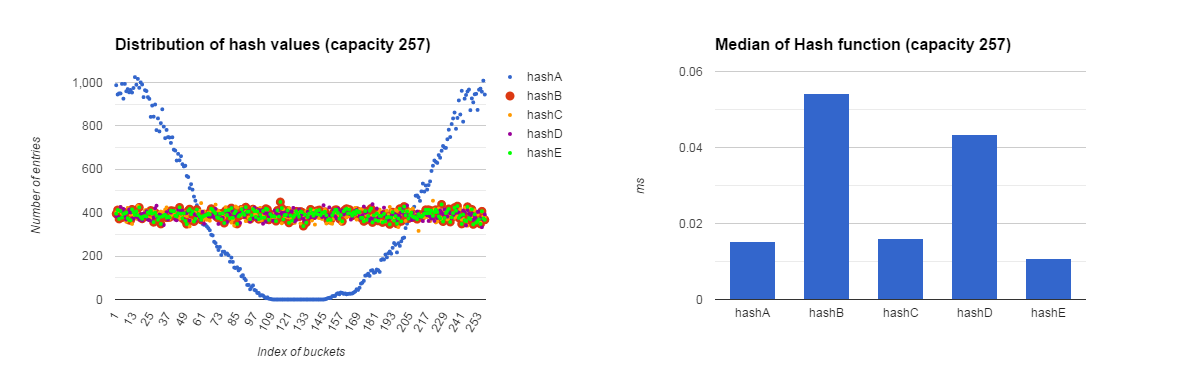 Distribution of hash values (capacity 257)
1,000
800
600
400
200
0
Number of entries
1
13
25
37
49
61
73
85
97
109
121
133
145
157
169
181
193
205
217
229
241
253
Index of buckets
hashA
hashB
hashC
hashD
hashE
Median of Hash function (capacity 257)
0.06
0.04
0.02
0
ms
hashA
hashB
hashC
hashD
hashE